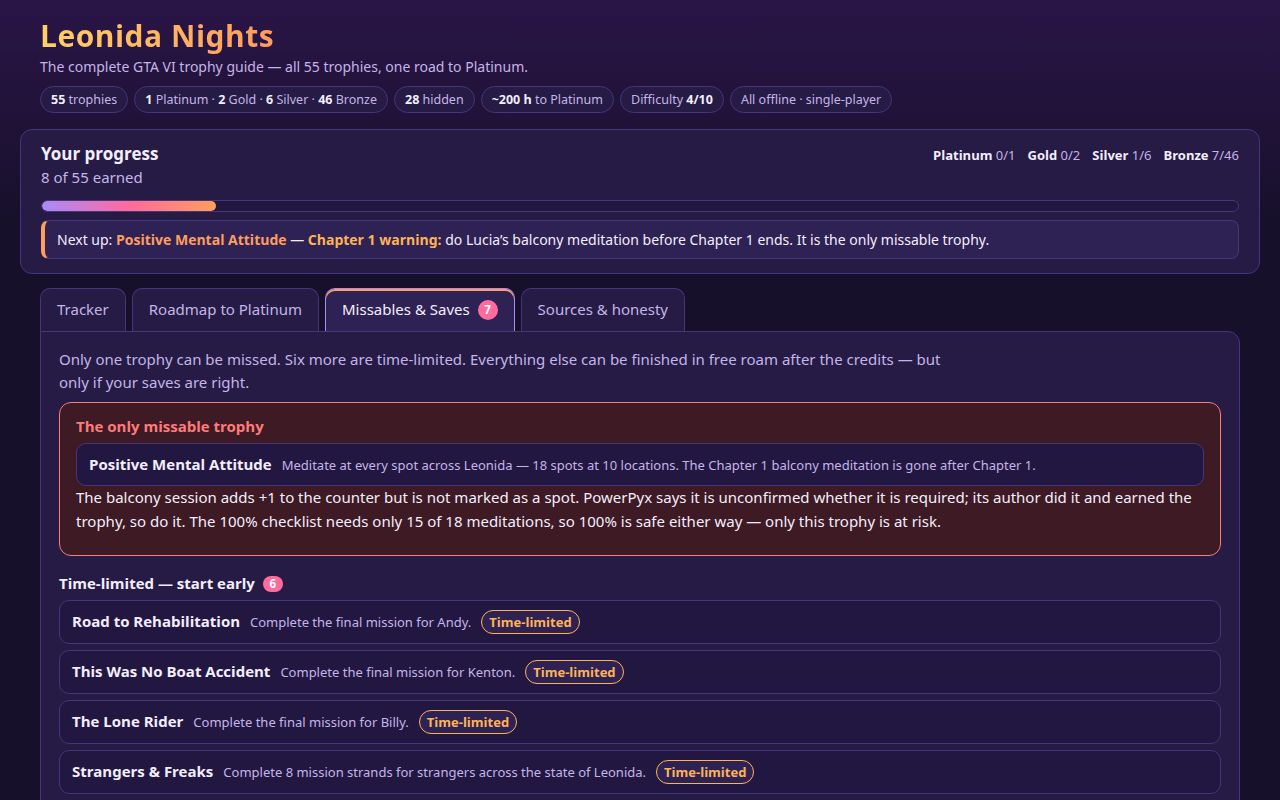 Leonida Nights
The complete GTA VI trophy guide — all 55 trophies, one road to Platinum.
55 trophies
1 Platinum · 2 Gold · 6 Silver · 46 Bronze
28 hidden
~200 h to Platinum
Difficulty 4/10
All offline · single-player
Your progress
Platinum 0/1 Gold 0/2 Silver 1/6 Bronze 7/46
8 of 55 earned
Next up: Positive Mental Attitude — Chapter 1 warning: do Lucia’s balcony meditation before Chapter 1 ends. It is the only missable trophy.
Tracker
Roadmap to Platinum
Missables & Saves 7
Sources & honesty
Only one trophy can be missed. Six more are time-limited. Everything else can be finished in free roam after the credits — but
only if your saves are right.
The only missable trophy
Positive Mental Attitude Meditate at every spot across Leonida — 18 spots at 10 locations. The Chapter 1 balcony meditation is gone after Chapter 1.
The balcony session adds +1 to the counter but is not marked as a spot. PowerPyx says it is unconfirmed whether it is required; its author did it and earned the
trophy, so do it. The 100% checklist needs only 15 of 18 meditations, so 100% is safe either way — only this trophy is at risk.
Time-limited — start early 6
Road to Rehabilitation Complete the final mission for Andy. Time-limited
This Was No Boat Accident Complete the final mission for Kenton. Time-limited
The Lone Rider Complete the final mission for Billy. Time-limited
Strangers & Freaks Complete 8 mission strands for strangers across the state of Leonida. Time-limited